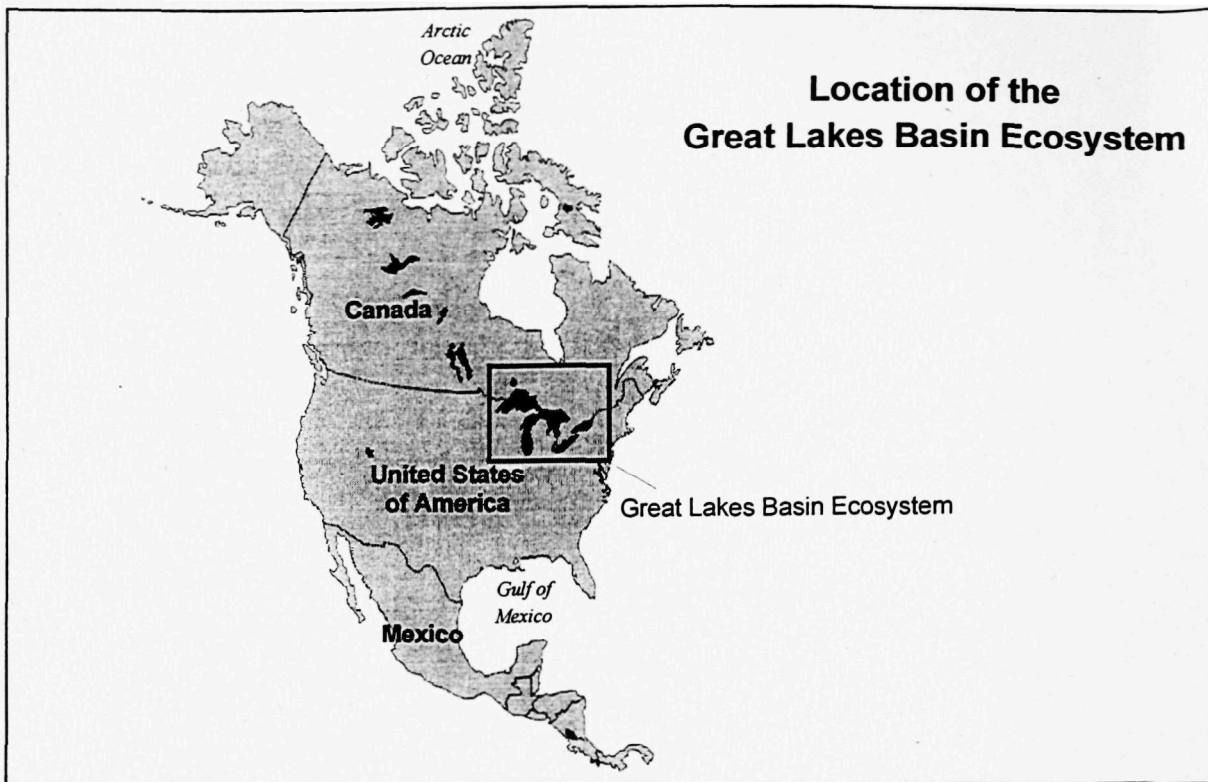 Arctic
Ocean
Location of the
Great Lakes Basin Ecosystem
Canada
United States
of America
Great Lakes Basin Ecosystem
Gulf of
Mexico
Mexico